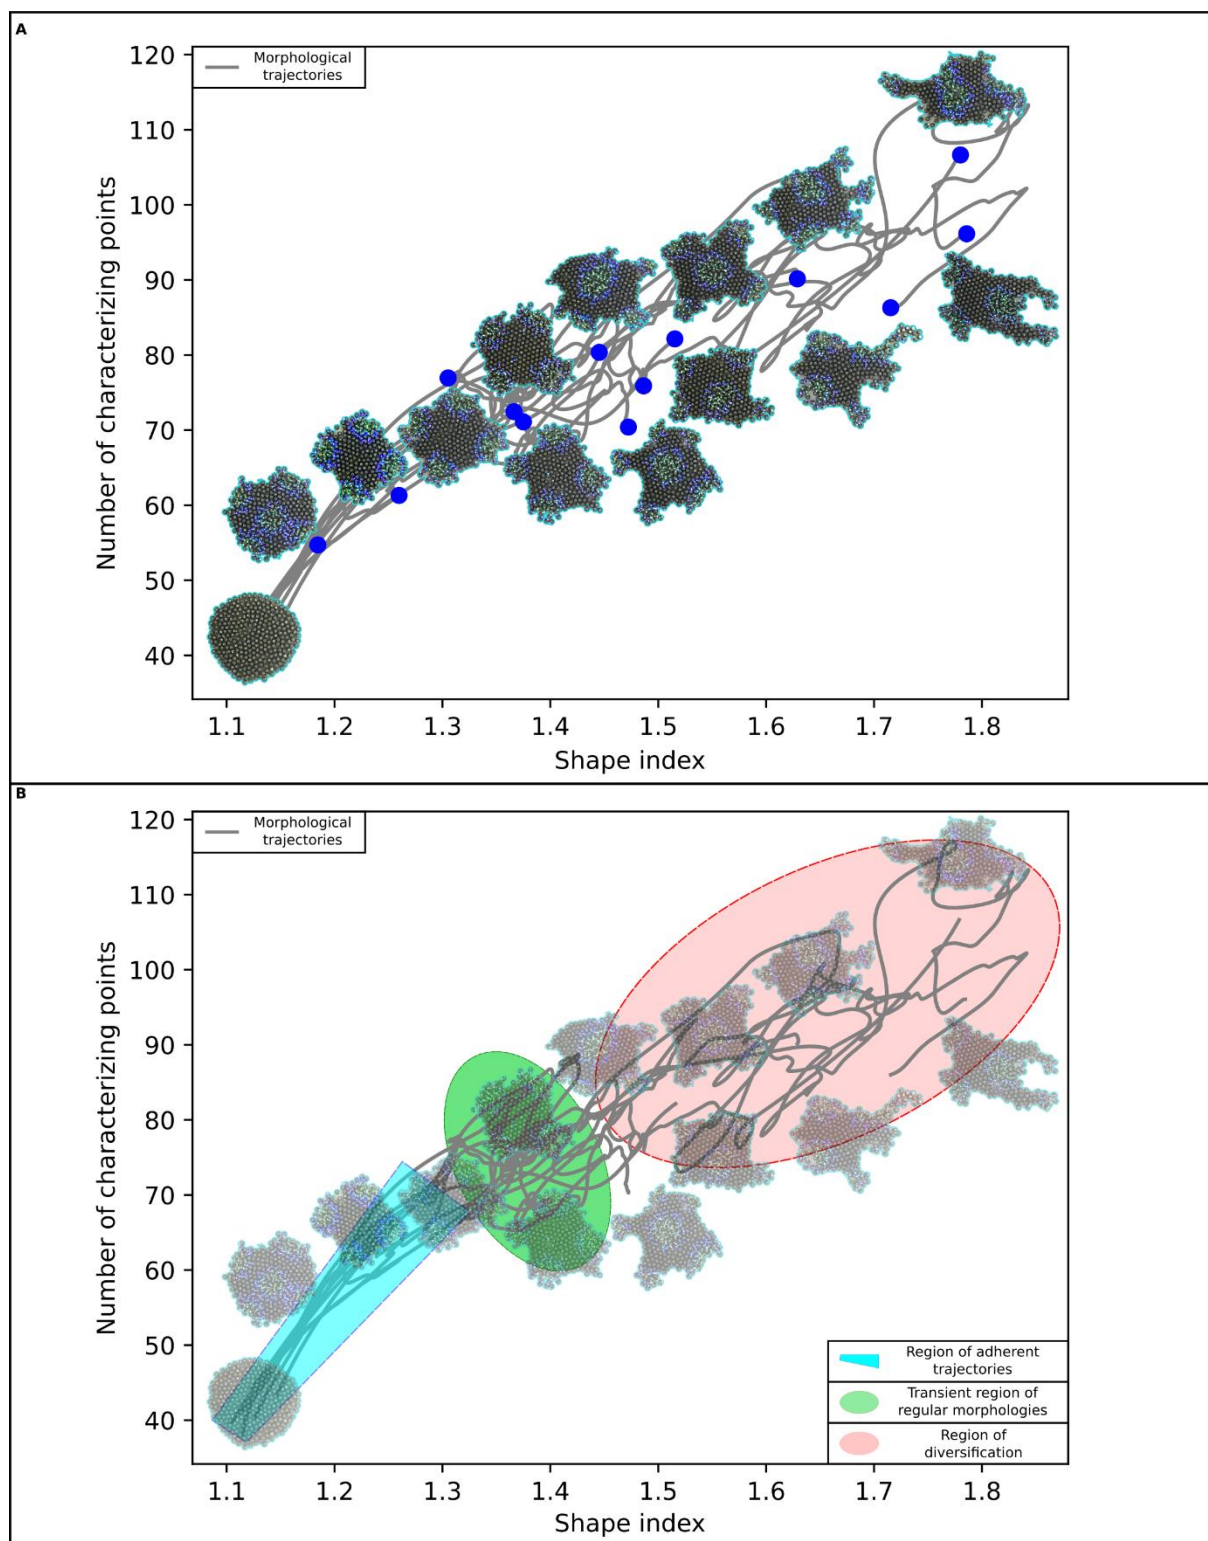 A
Morphological
trajectories
120
110
100
90
80
70
60
50
40
Number of characterizing points
1.1 1.2 1.3 1.4 1.5 1.6 1.7 1.8
Shape index
B
Morphological
trajectories
120
110
100
90
80
70
60
50
40
Number of characterizing points
Region of adherent
trajectories
Transient region of
regular morphologies
Region of
diversification
1.1 1.2 1.3 1.4 1.5 1.6 1.7 1.8
Shape index